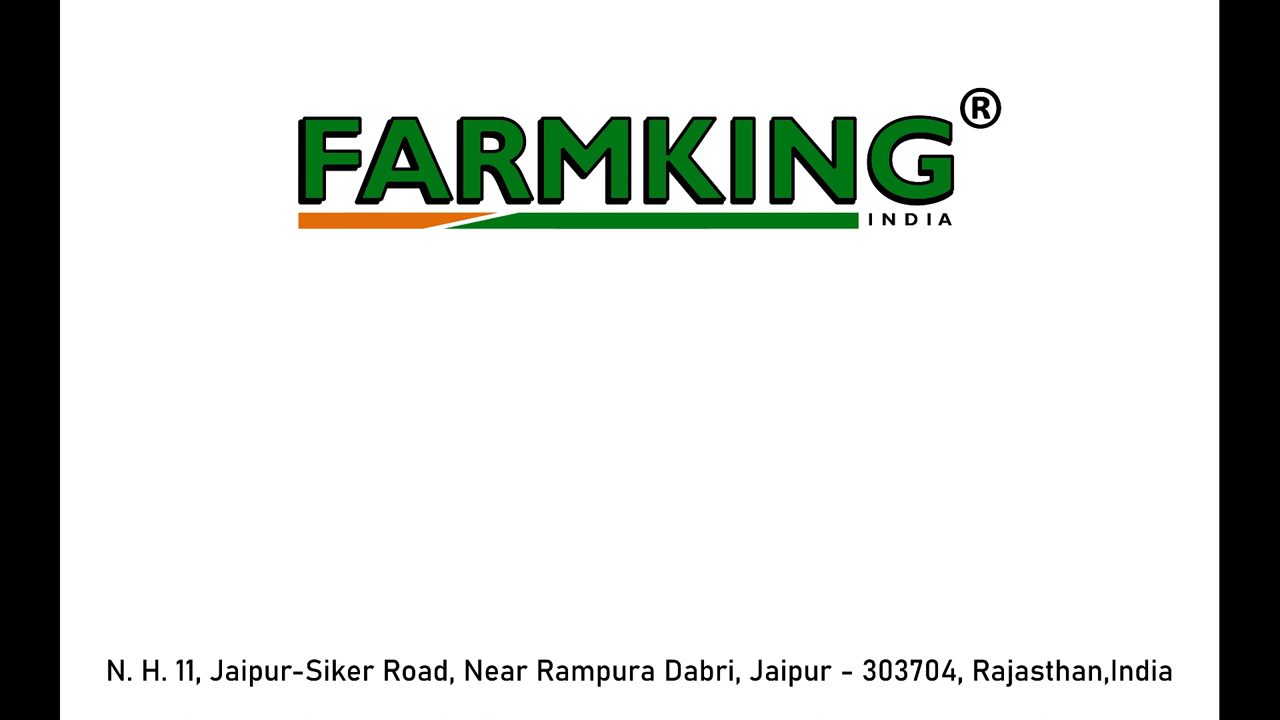 FARMKING®
INDIA
N. H. 11, Jaipur-Siker Road, Near Rampura Dabri, Jaipur - 303704, Rajasthan,India